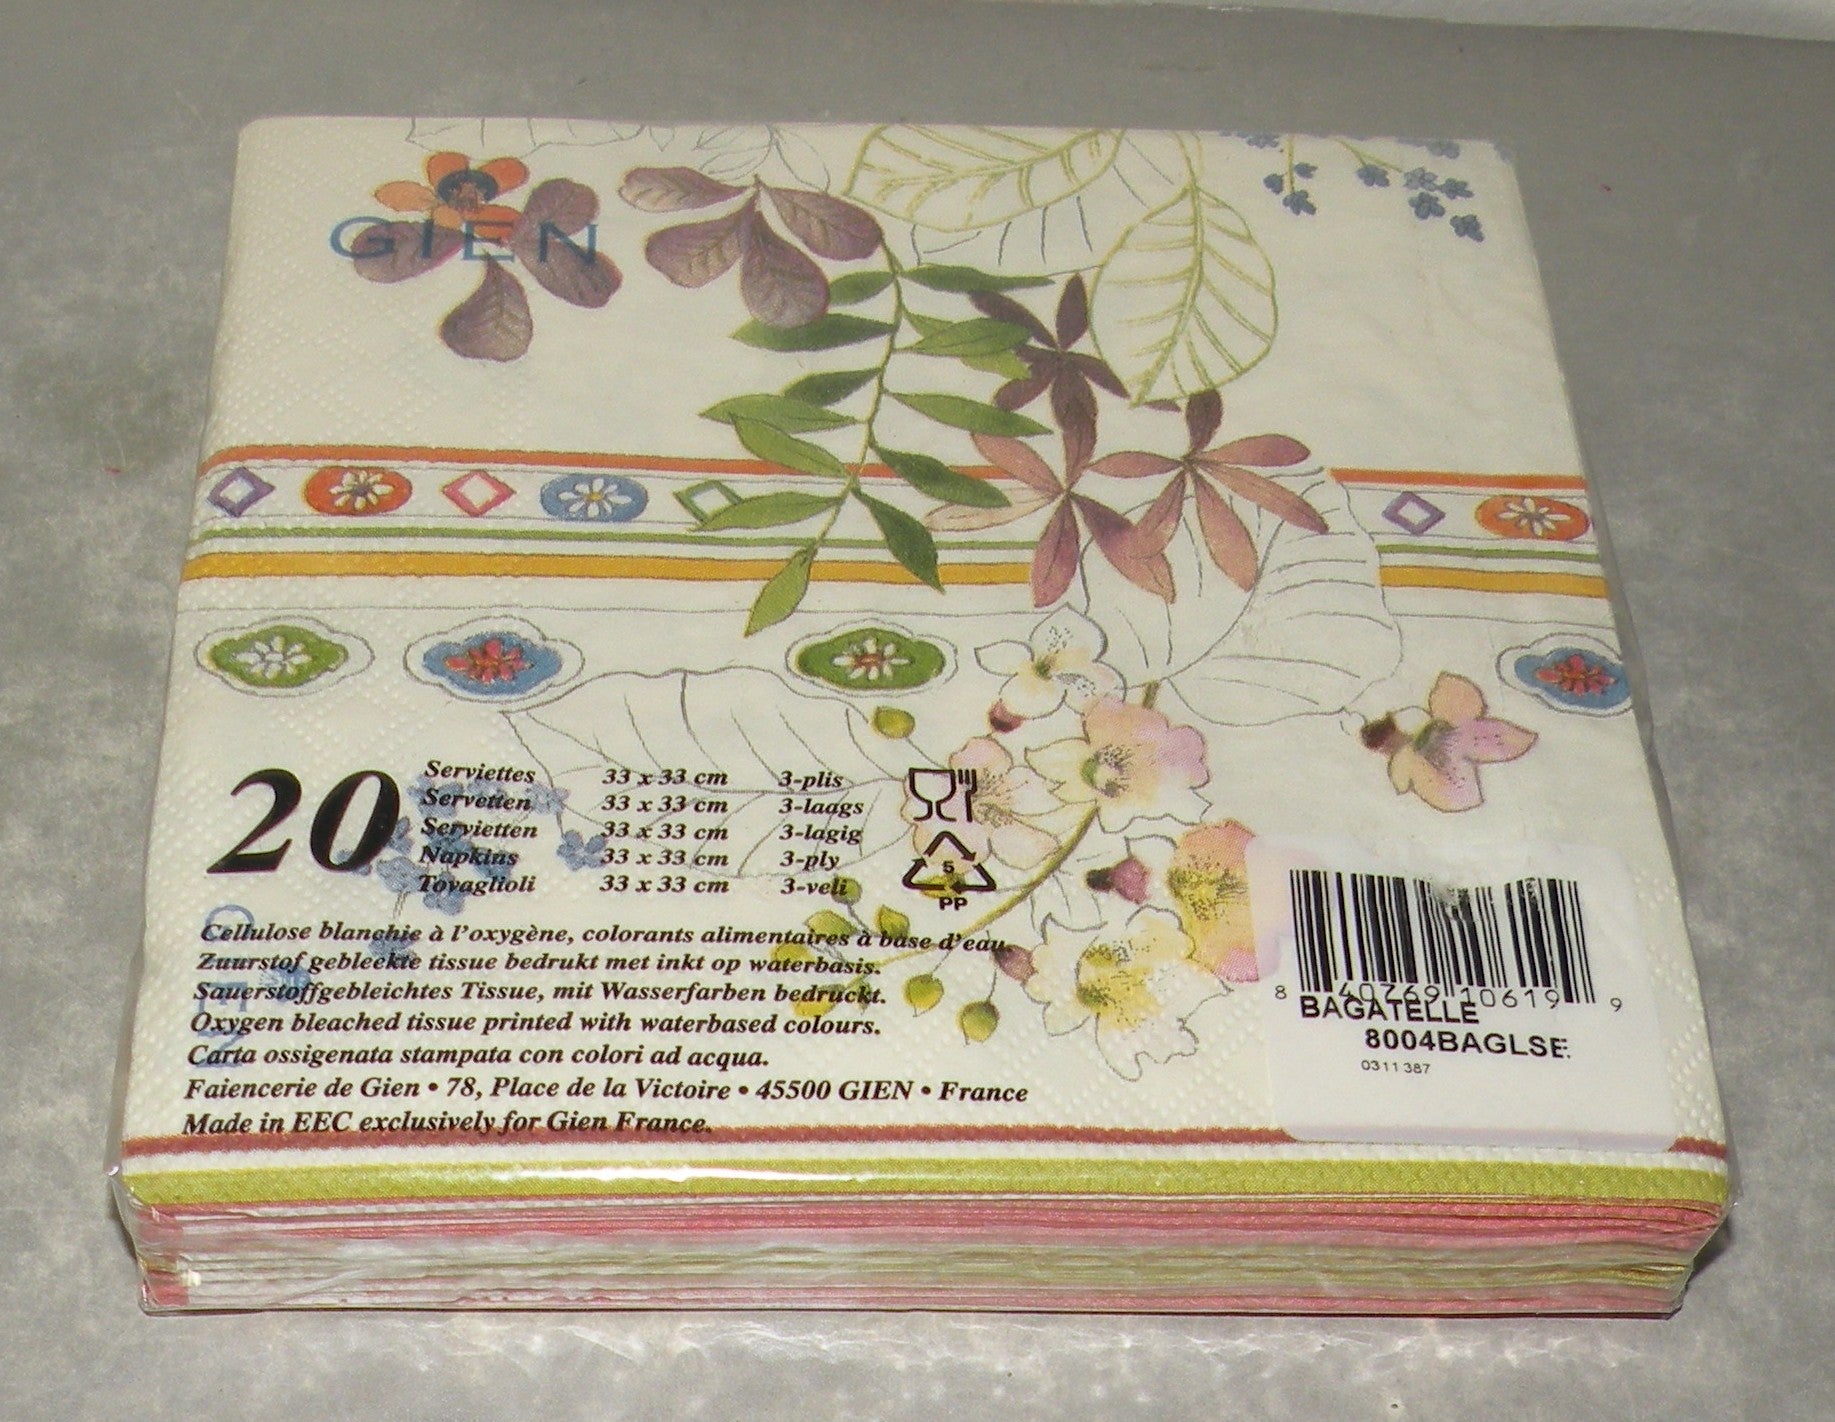 GIEN
20
Serviettes 33 x 33 cm 3-plis
Servetten 33 x 33 cm 3-laags
Servietten 33 x 33 cm 3-lagig
Napkins 33 x 33 cm 3-ply
Tovaglioli 33 x 33 cm 3-veli
5
PP
Cellulose blanchie à l'oxygène, colorants alimentaires à base d'eau.
Zuurstof gebleekte tissue bedrukt met inkt op waterbasis.
Sauerstoffgebleichtes Tissue, mit Wasserfarben bedruckt.
Oxygen bleached tissue printed with waterbased colours.
Carta ossigenata stampata con colori ad acqua.
Faiencerie de Gien • 78, Place de la Victoire • 45500 GIEN • France
Made in EEC exclusively for Gien France.
GIEN
8 40769 10619 9
BAGATELLE
8004BAGLSE
0311387